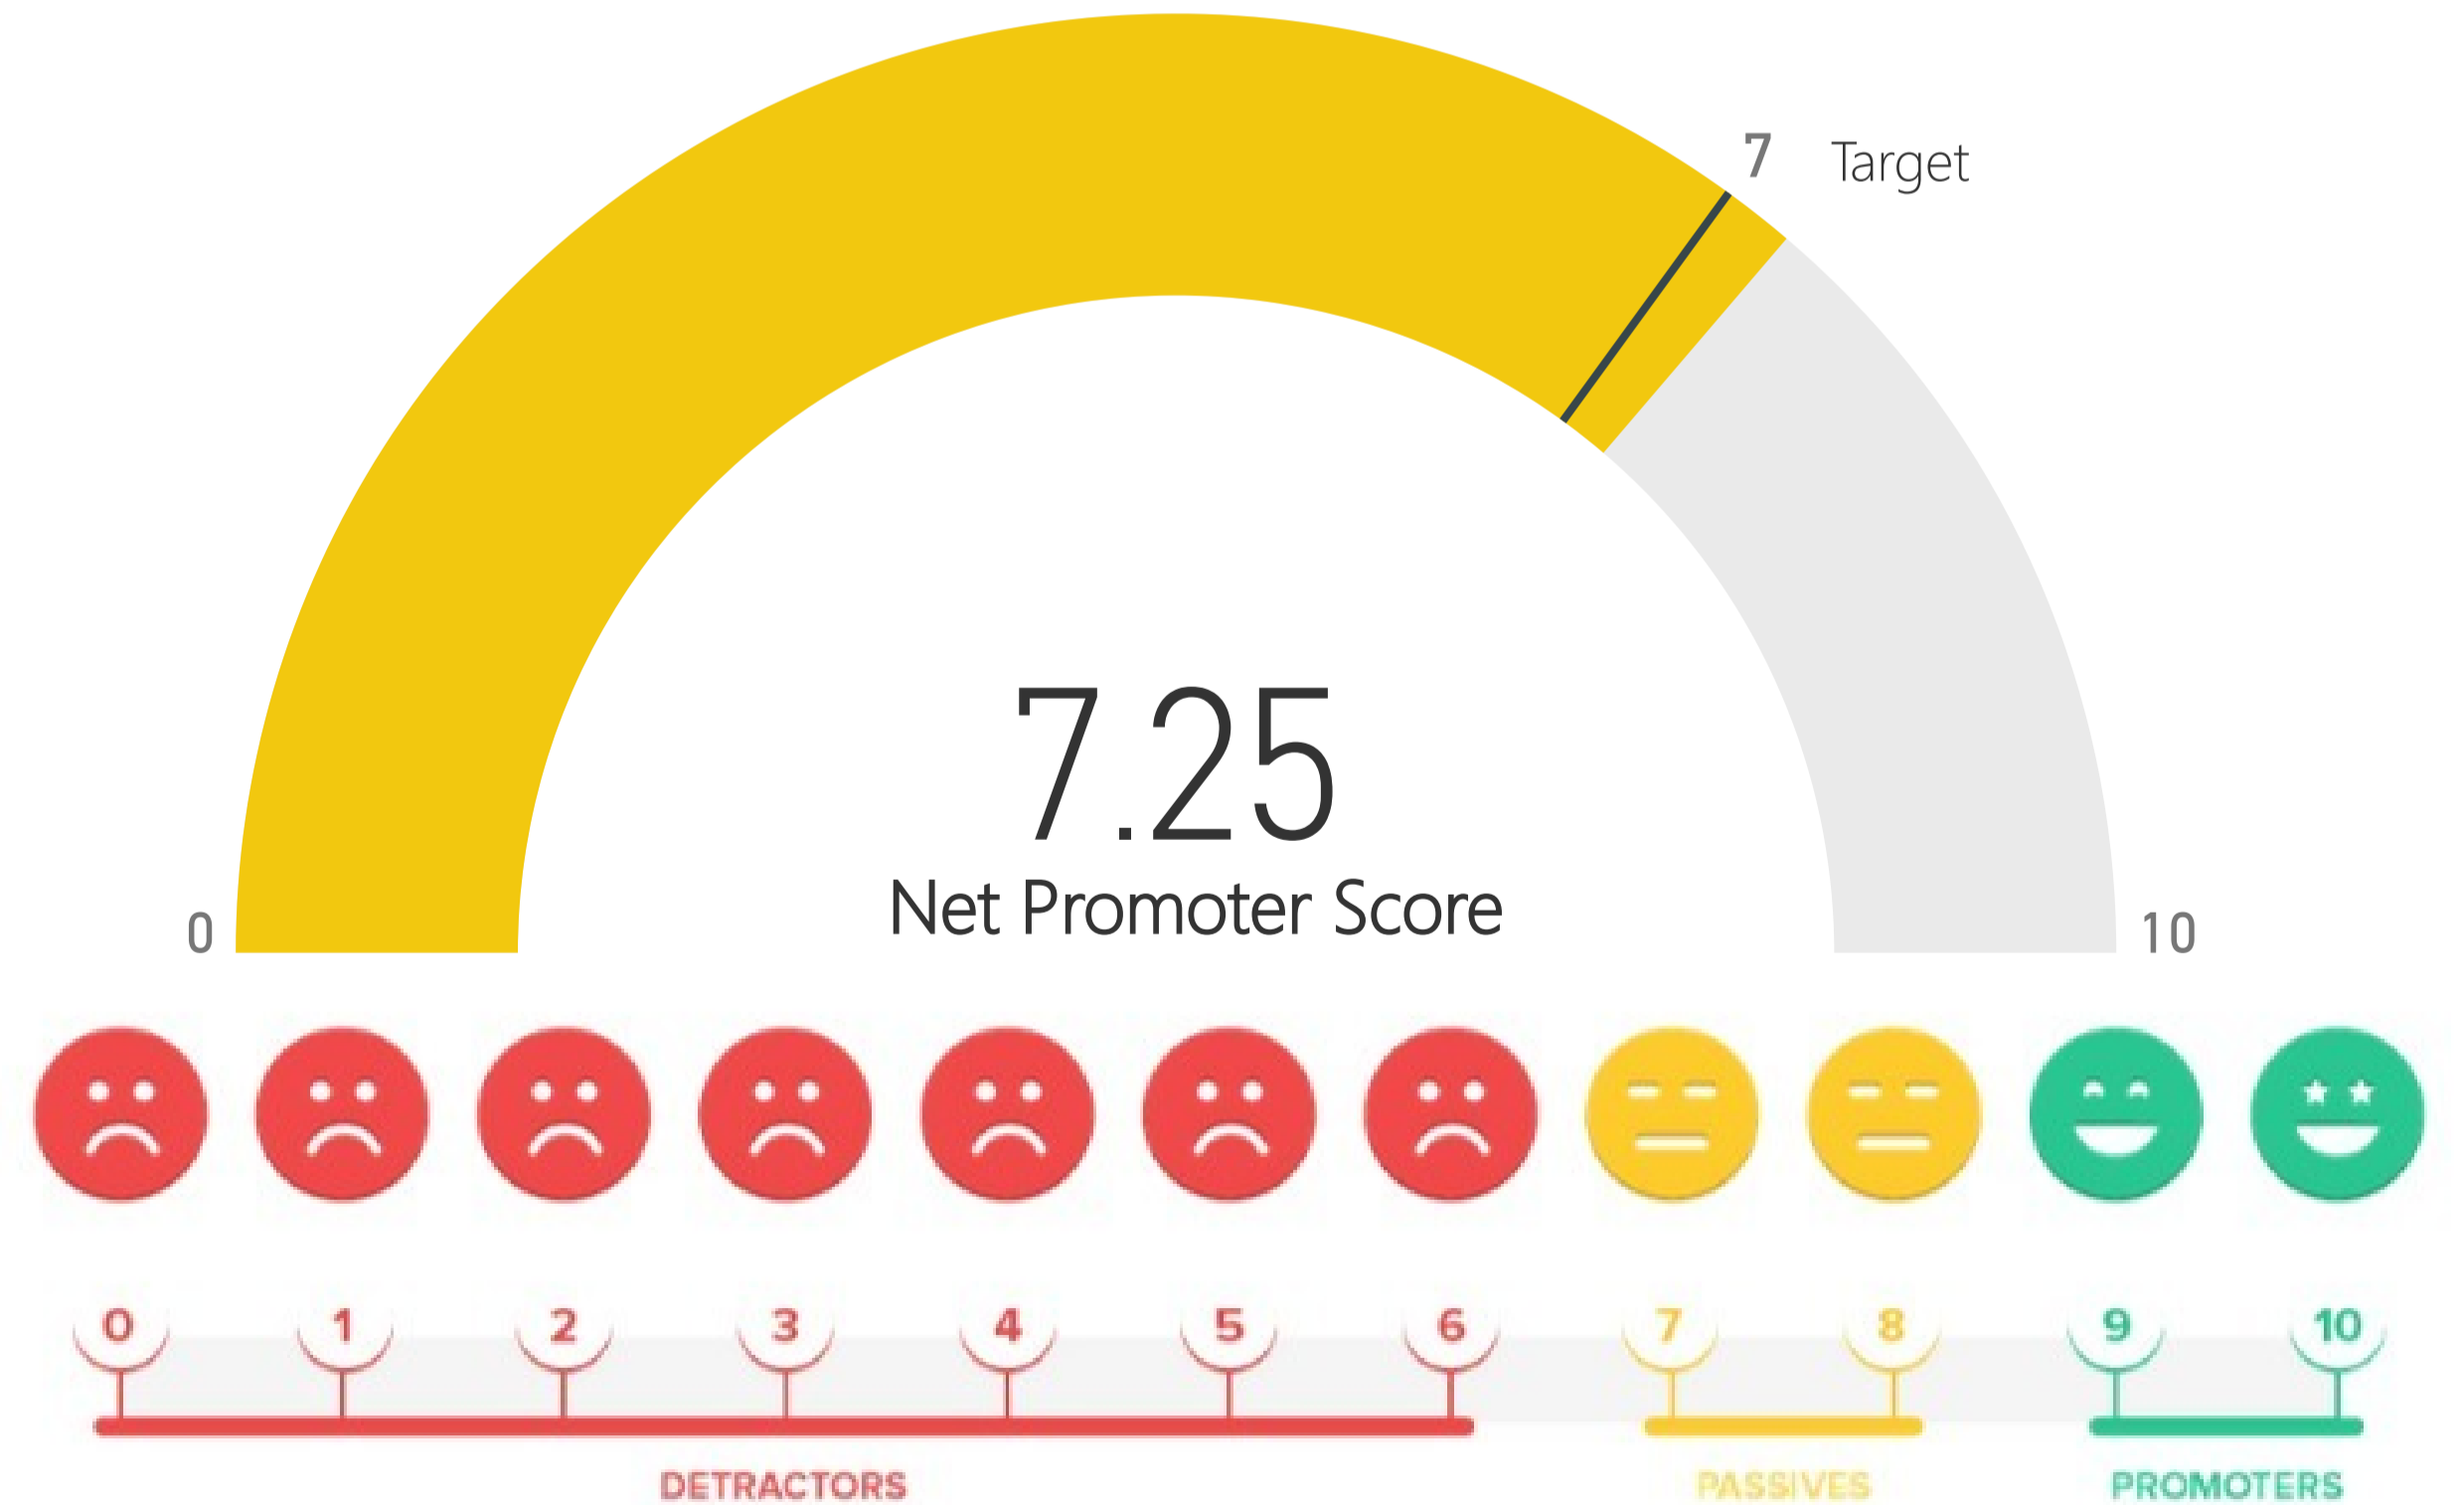 7 Target
7.25
Net Promoter Score
0 10
0 1 2 3 4 5 6 7 8 9 10
DETRACTORS PASSIVES PROMOTERS